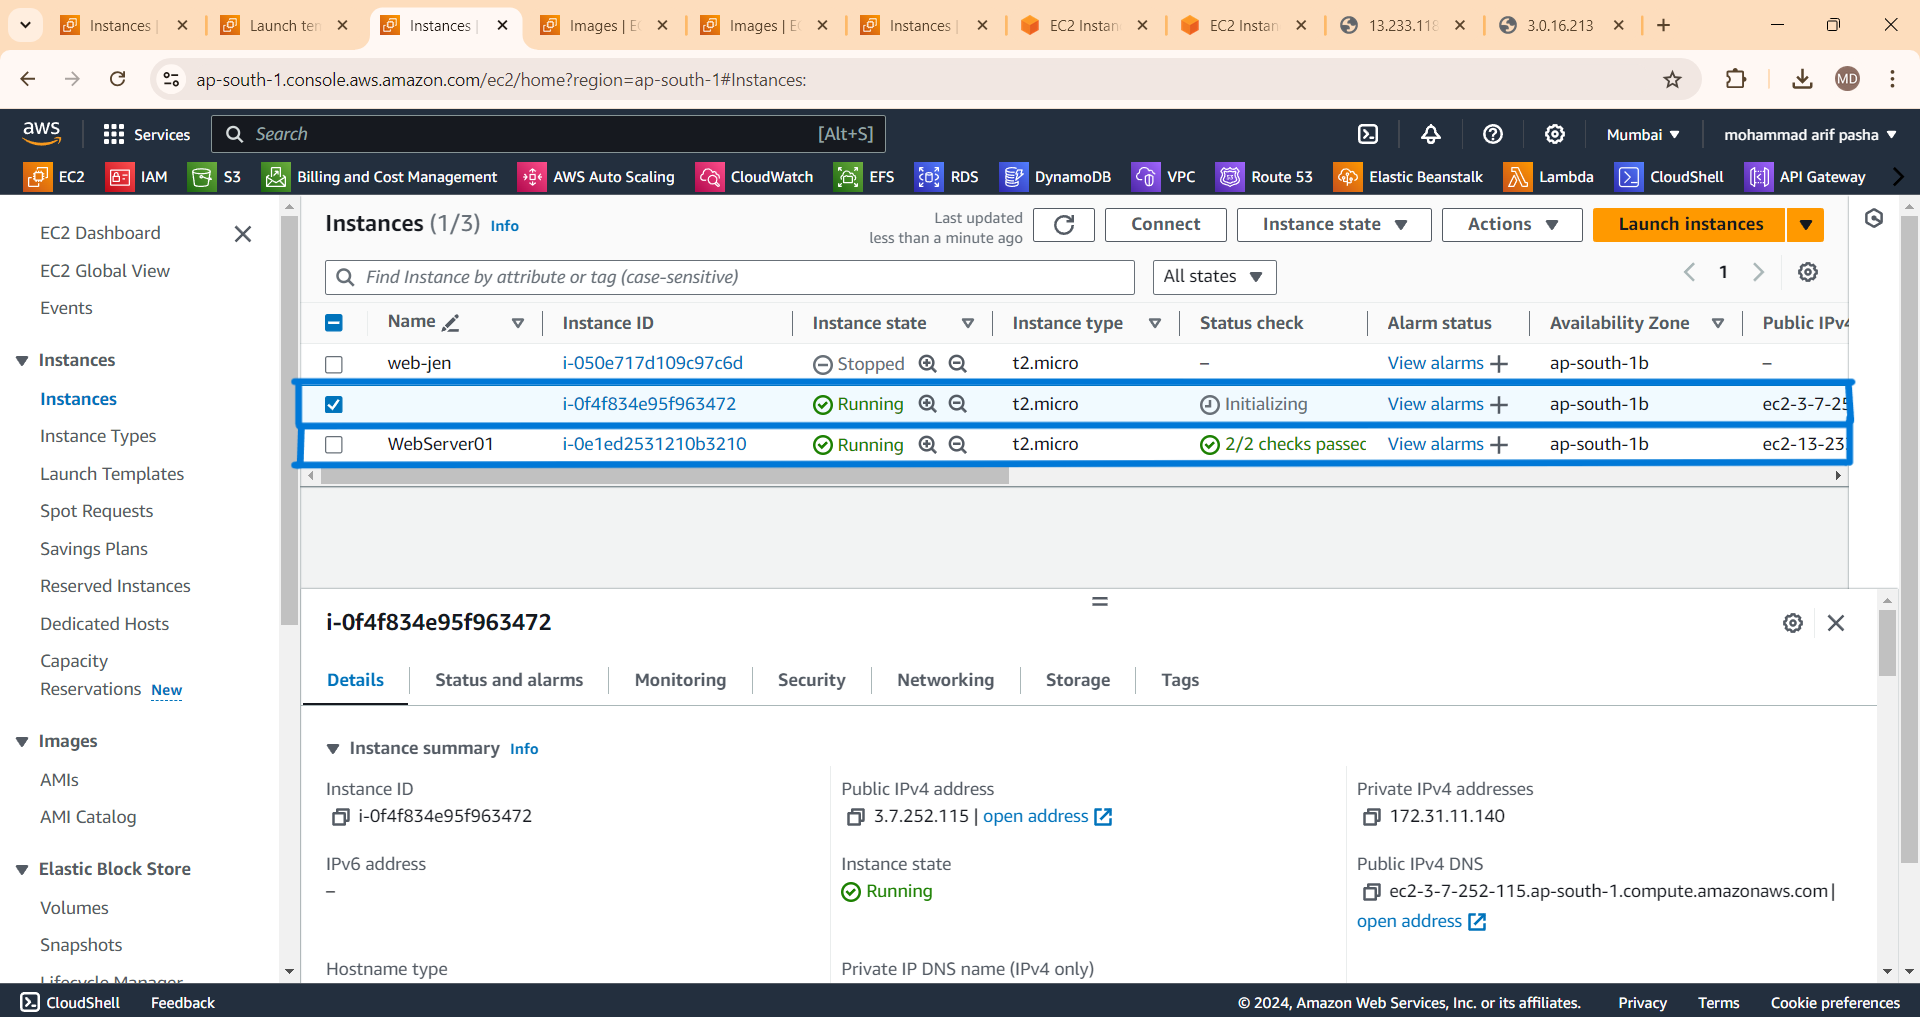 Instances |
Launch ten
Instances |
Images | EC
Images | EC
Instances |
EC2 Instan
EC2 Instan
13.233.118
3.0.16.213
ap-south-1.console.aws.amazon.com/ec2/home?region=ap-south-1#Instances:
MD
aws
Services
Search
[Alt+S]
Mumbai
mohammad arif pasha
EC2
IAM
S3
Billing and Cost Management
AWS Auto Scaling
CloudWatch
EFS
RDS
DynamoDB
VPC
Route 53
Elastic Beanstalk
Lambda
CloudShell
API Gateway
EC2 Dashboard
EC2 Global View
Events
Instances
Instances
Instance Types
Launch Templates
Spot Requests
Savings Plans
Reserved Instances
Dedicated Hosts
Capacity
Reservations New
Images
AMIs
AMI Catalog
Elastic Block Store
Volumes
Snapshots
Lifecycle Manager
Instances (1/3) Info
Last updated
less than a minute ago
Connect
Instance state
Actions
Launch instances
Find Instance by attribute or tag (case-sensitive)
All states
1
Name Instance ID Instance state Instance type Status check Alarm status Availability Zone Public IPv4
web-jen i-050e717d109c97c6d Stopped t2.micro – View alarms ap-south-1b –
i-0f4f834e95f963472 Running t2.micro Initializing View alarms ap-south-1b ec2-3-7-25
WebServer01 i-0e1ed2531210b3210 Running t2.micro 2/2 checks passec View alarms ap-south-1b ec2-13-23
i-0f4f834e95f963472
Details
Status and alarms
Monitoring
Security
Networking
Storage
Tags
Instance summary Info
Instance ID
i-0f4f834e95f963472
Public IPv4 address
3.7.252.115 | open address
Private IPv4 addresses
172.31.11.140
IPv6 address
–
Instance state
Running
Public IPv4 DNS
ec2-3-7-252-115.ap-south-1.compute.amazonaws.com |
open address
Hostname type
Private IP DNS name (IPv4 only)
CloudShell
Feedback
© 2024, Amazon Web Services, Inc. or its affiliates.
Privacy
Terms
Cookie preferences